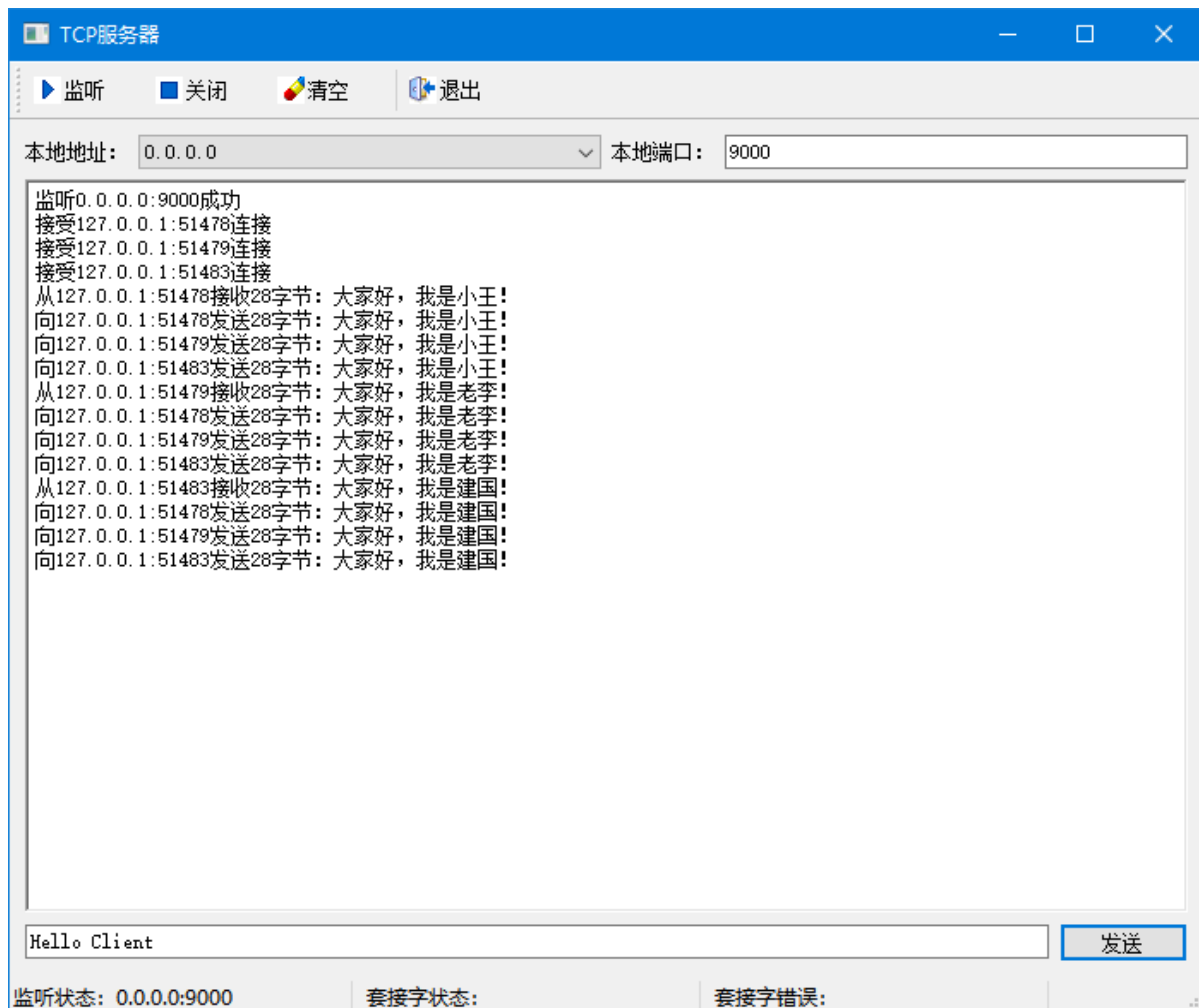 TCP服务器
监听 关闭 清空 退出
本地地址： 0.0.0.0 本地端口： 9000
监听0.0.0.0:9000成功
接受127.0.0.1:51478连接
接受127.0.0.1:51479连接
接受127.0.0.1:51483连接
从127.0.0.1:51478接收28字节：大家好，我是小王！
向127.0.0.1:51478发送28字节：大家好，我是小王！
向127.0.0.1:51479发送28字节：大家好，我是小王！
向127.0.0.1:51483发送28字节：大家好，我是小王！
从127.0.0.1:51479接收28字节：大家好，我是老李！
向127.0.0.1:51478发送28字节：大家好，我是老李！
向127.0.0.1:51479发送28字节：大家好，我是老李！
向127.0.0.1:51483发送28字节：大家好，我是老李！
从127.0.0.1:51483接收28字节：大家好，我是建国！
向127.0.0.1:51478发送28字节：大家好，我是建国！
向127.0.0.1:51479发送28字节：大家好，我是建国！
向127.0.0.1:51483发送28字节：大家好，我是建国！
Hello Client 发送
监听状态：0.0.0.0:9000 套接字状态： 套接字错误：